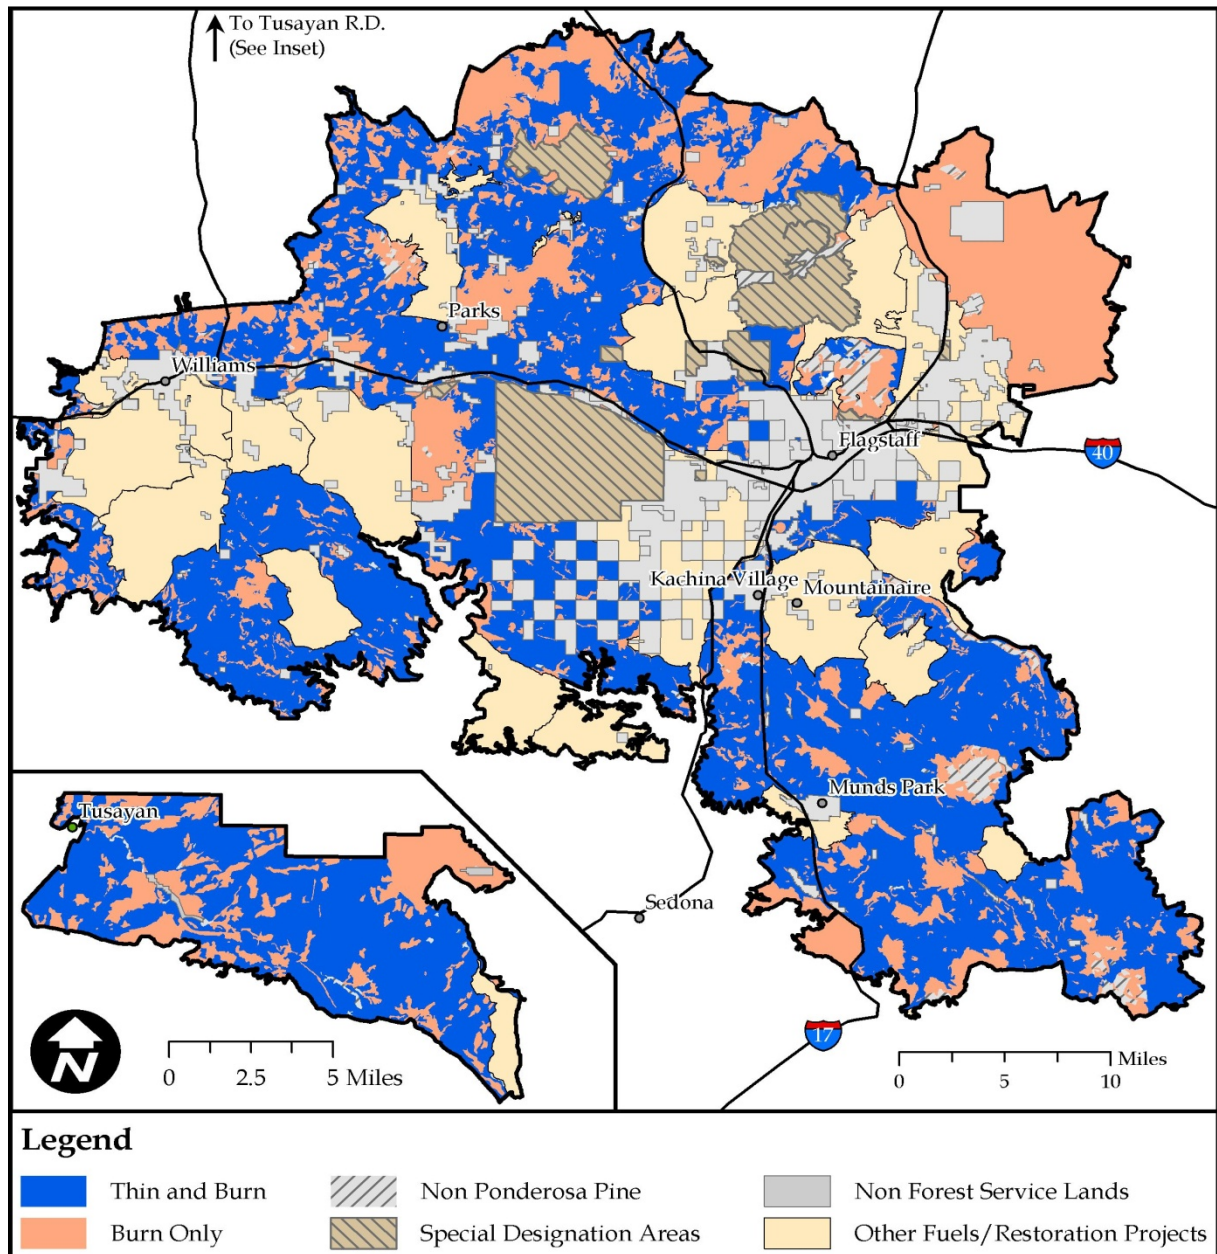 To Tusayan R.D.
(See Inset)
Parks
Williams
Flagstaff
40
Kachina Village
Mountainaire
Munds Park
Tusayan
Sedona
17
N
0 2.5 5 Miles
Miles
0 5 10
Legend
Thin and Burn
Non Ponderosa Pine
Non Forest Service Lands
Burn Only
Special Designation Areas
Other Fuels/Restoration Projects